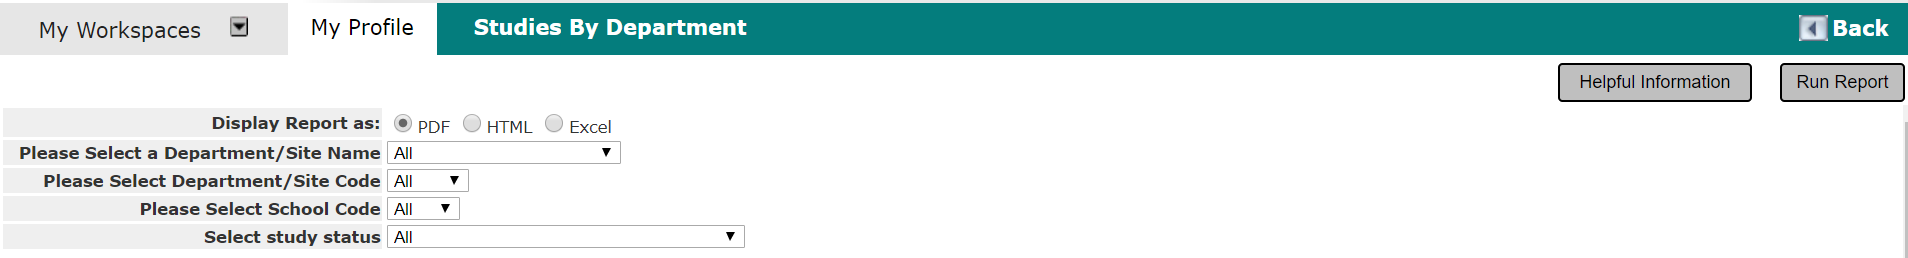 My Workspaces My Profile Studies By Department Back
Helpful Information Run Report
Display Report as: PDF HTML Excel
Please Select a Department/Site Name All
Please Select Department/Site Code All
Please Select School Code All
Select study status All